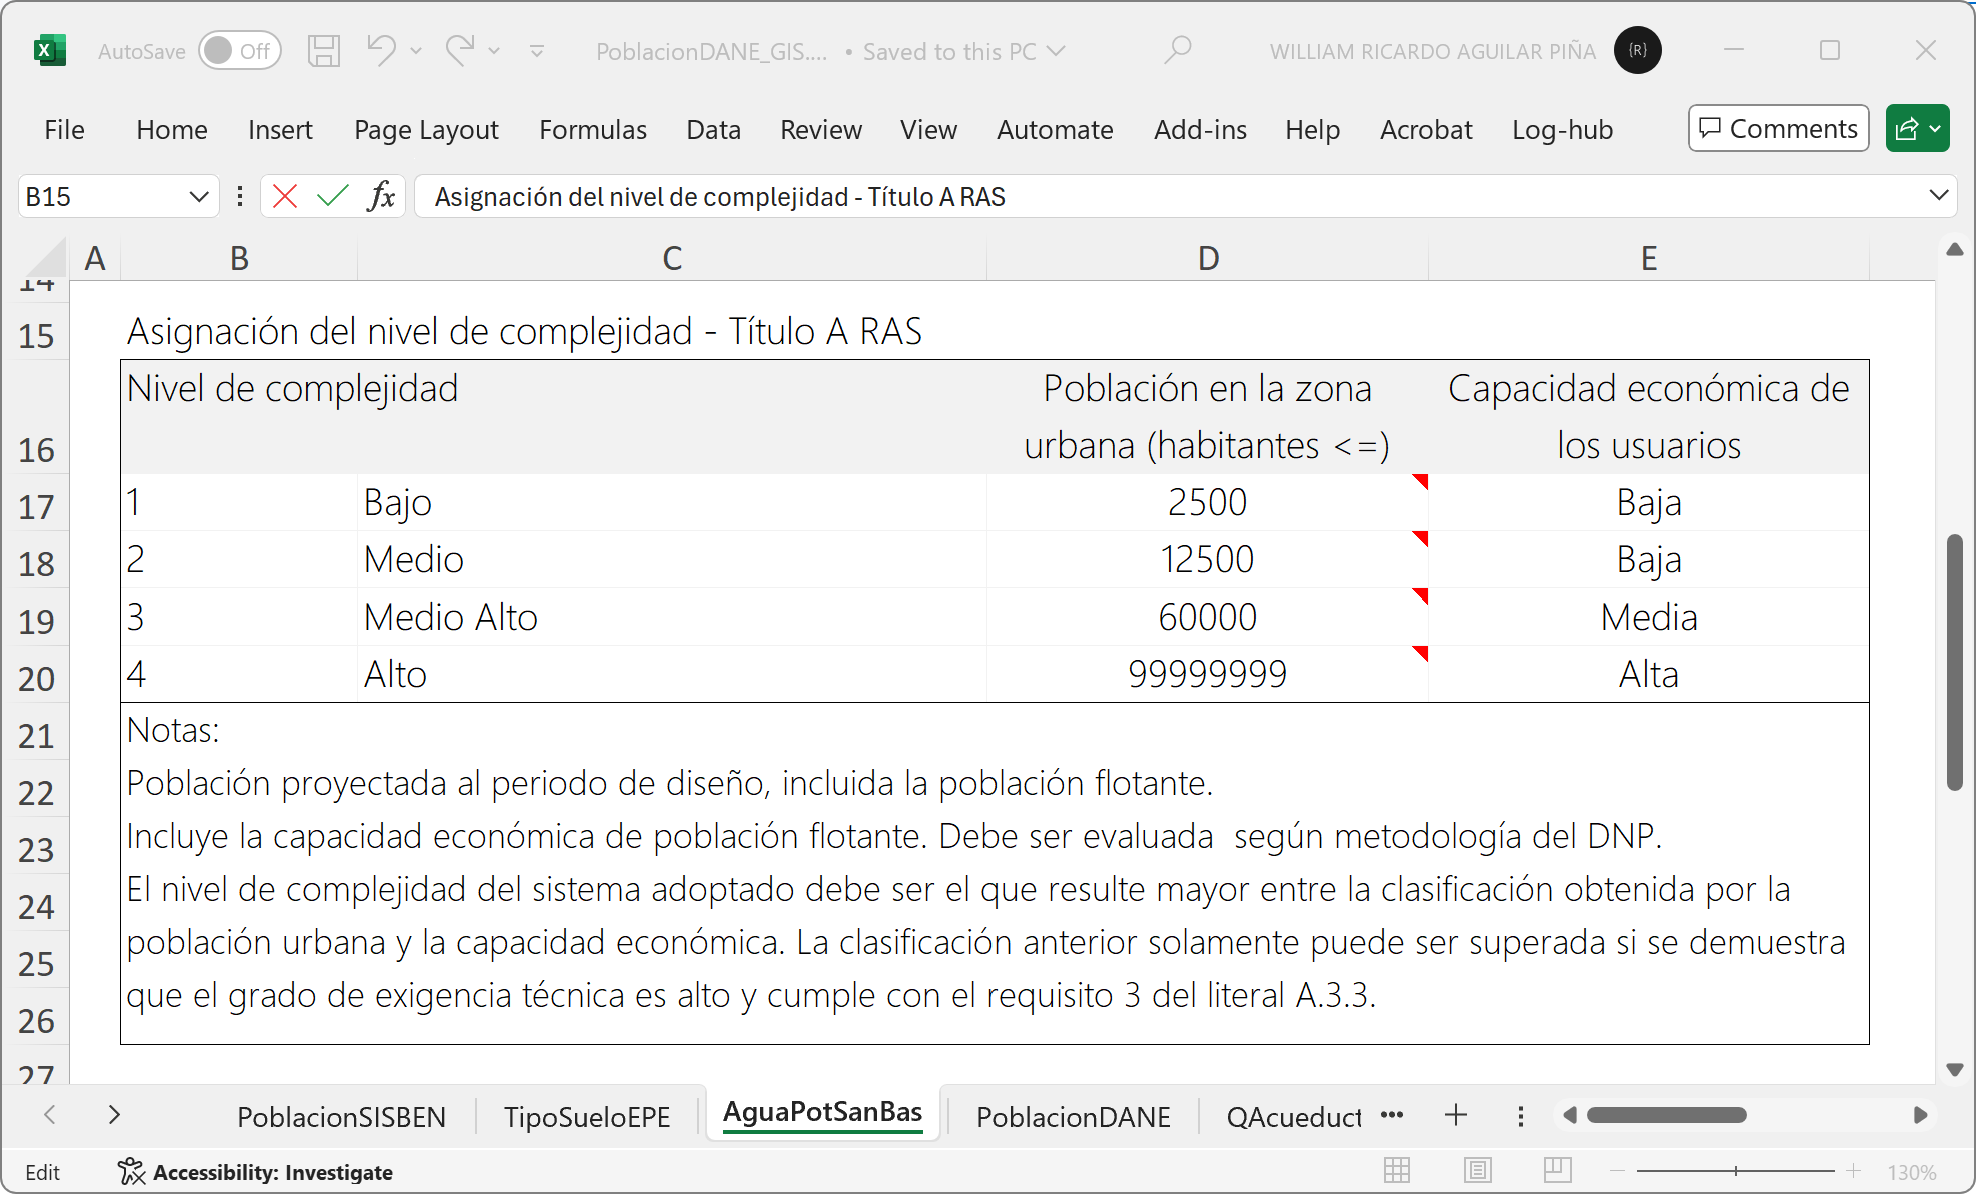 AutoSave Off PoblacionDANE_GIS.... • Saved to this PC WILLIAM RICARDO AGUILAR PIÑA {R}
File Home Insert Page Layout Formulas Data Review View Automate Add-ins Help Acrobat Log-hub Comments
B15 fx Asignación del nivel de complejidad - Título A RAS
A B C D E
14
15 Asignación del nivel de complejidad - Título A RAS
Nivel de complejidad Población en la zona Capacidad económica de
16 urbana (habitantes <=) los usuarios
17 1 Bajo 2500 Baja
18 2 Medio 12500 Baja
19 3 Medio Alto 60000 Media
20 4 Alto 99999999 Alta
21 Notas:
22 Población proyectada al periodo de diseño, incluida la población flotante.
23 Incluye la capacidad económica de población flotante. Debe ser evaluada  según metodología del DNP.
24 El nivel de complejidad del sistema adoptado debe ser el que resulte mayor entre la clasificación obtenida por la
25 población urbana y la capacidad económica. La clasificación anterior solamente puede ser superada si se demuestra
26 que el grado de exigencia técnica es alto y cumple con el requisito 3 del literal A.3.3.
27
PoblacionSISBEN TipoSueloEPE AguaPotSanBas PoblacionDANE QAcueduct ••• +
Edit Accessibility: Investigate 130%